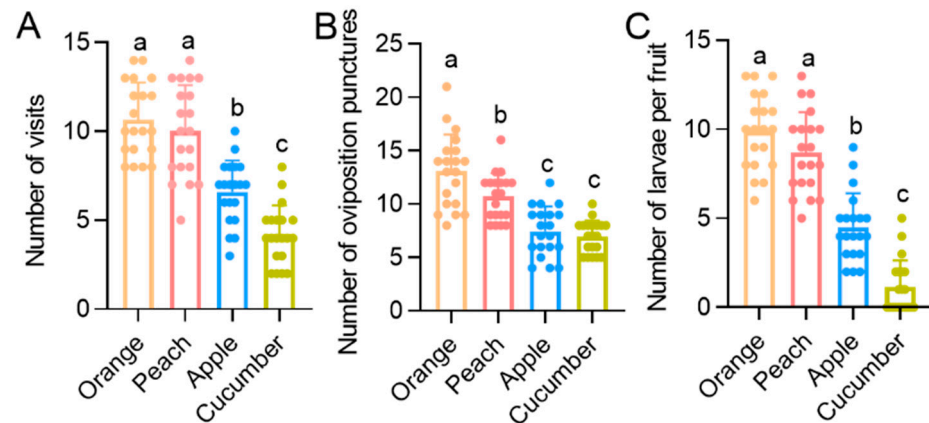 A
Number of visits
15
10
5
0
a
a
b
c
Orange
Peach
Apple
Cucumber
B
Number of oviposition punctures
25
20
15
10
5
0
a
b
c
c
Orange
Peach
Apple
Cucumber
C
Number of larvae per fruit
15
10
5
0
a
a
b
c
Orange
Peach
Apple
Cucumber